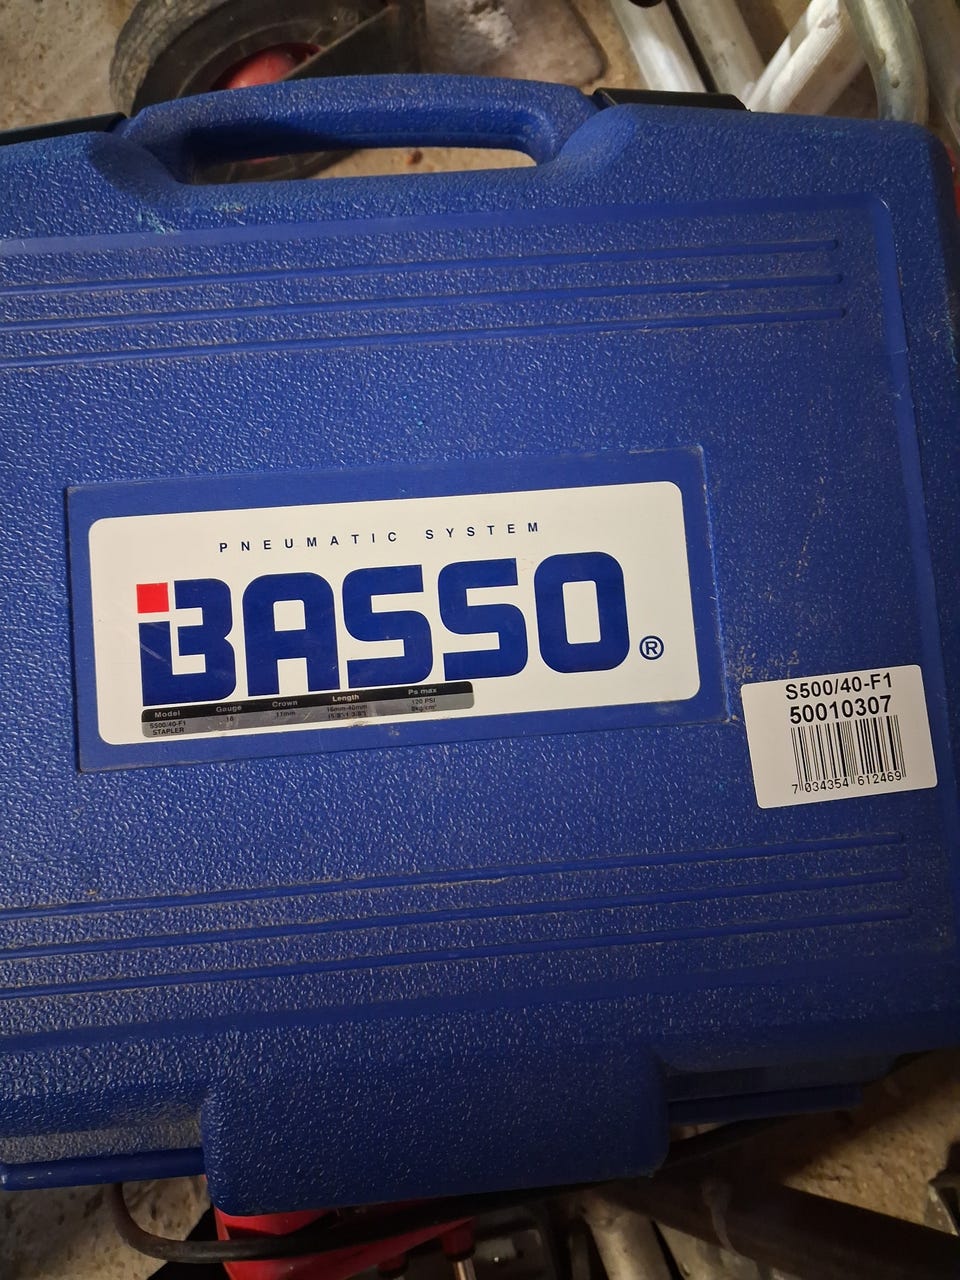 PNEUMATIC SYSTEM
BASSO ®
Model Gauge Crown Length Ps max
S500/40-F1 16 11mm 16mm-40mm 120 PSI
STAPLER
S500/40-F1
50010307
7 034354 612469